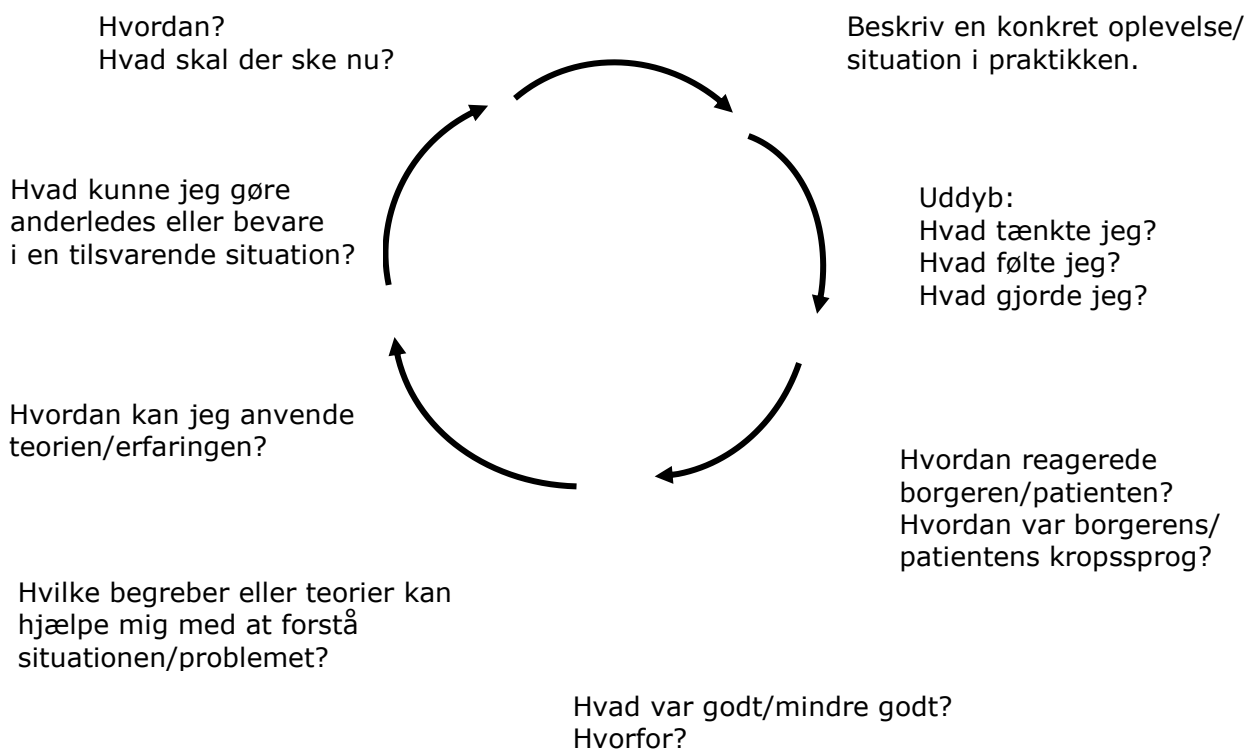 Hvordan?
Hvad skal der ske nu?
Beskriv en konkret oplevelse/
situation i praktikken.
Uddyb:
Hvad tænkte jeg?
Hvad følte jeg?
Hvad gjorde jeg?
Hvordan reagerede
borgeren/patienten?
Hvordan var borgerens/
patientens kropssprog?
Hvad var godt/mindre godt?
Hvorfor?
Hvilke begreber eller teorier kan
hjælpe mig med at forstå
situationen/problemet?
Hvordan kan jeg anvende
teorien/erfaringen?
Hvad kunne jeg gøre
anderledes eller bevare
i en tilsvarende situation?